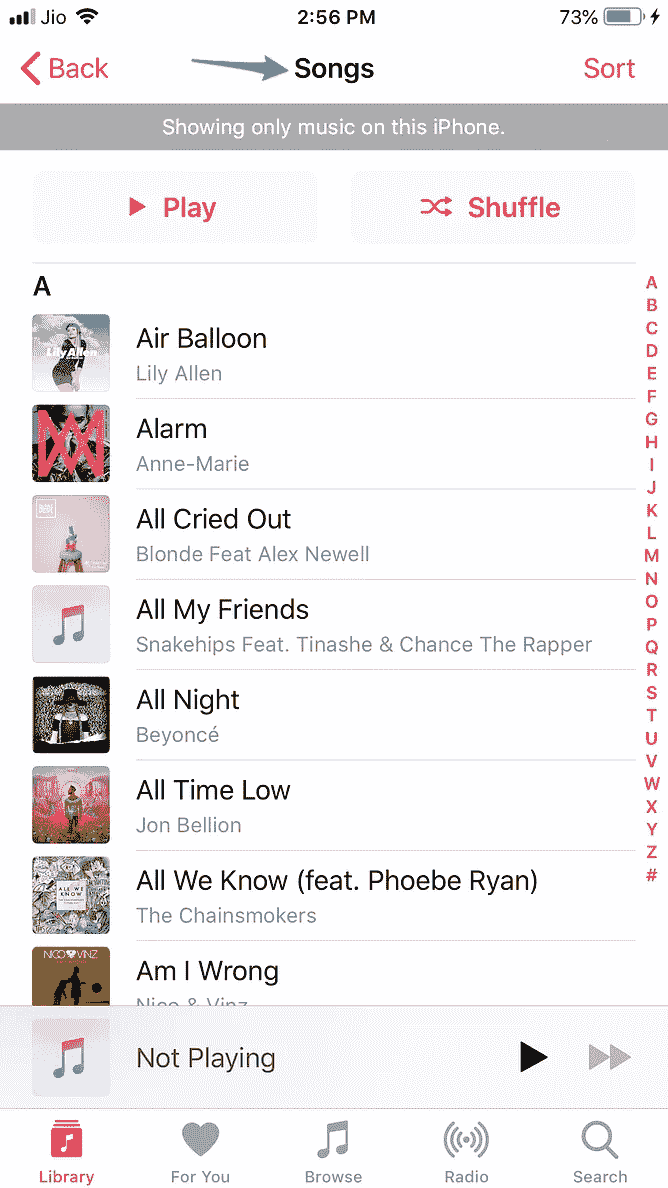 Jio 2:56 PM 73%
Back Songs Sort
Showing only music on this iPhone.
Play Shuffle
A
Air Balloon
Lily Allen
Lily Allen
Alarm
Anne-Marie
All Cried Out
Blonde Feat Alex Newell
All My Friends
Snakehips Feat. Tinashe & Chance The Rapper
All Night
Beyoncé
All Time Low
Jon Bellion
All We Know (feat. Phoebe Ryan)
ALL WE
KNOW
The Chainsmokers
NICO VINZ
Am I Wrong
Nico & Vinz
A
B
C
D
E
F
G
H
I
J
K
L
M
N
O
P
Q
R
S
T
U
V
W
X
Y
Z
#
Not Playing
Library For You Browse Radio Search